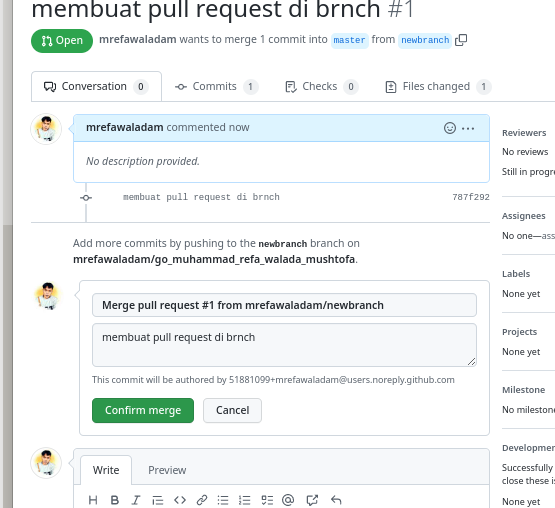 membuat pull request di brnch #1
Open mrefawaladam wants to merge 1 commit into master from newbranch
Conversation 0 Commits 1 Checks 0 Files changed 1
mrefawaladam commented now
No description provided.
membuat pull request di brnch 787f292
Add more commits by pushing to the newbranch branch on
mrefawaladam/go_muhammad_refa_walada_mushtofa.
Merge pull request #1 from mrefawaladam/newbranch
membuat pull request di brnch
This commit will be authored by 51881099+mrefawaladam@users.noreply.github.com
Confirm merge Cancel
Write Preview
Reviewers
No reviews
Still in progre
Assignees
No one—ass
Labels
None yet
Projects
None yet
Milestone
No milestone
Developmen
Successfully
close these is
None yet